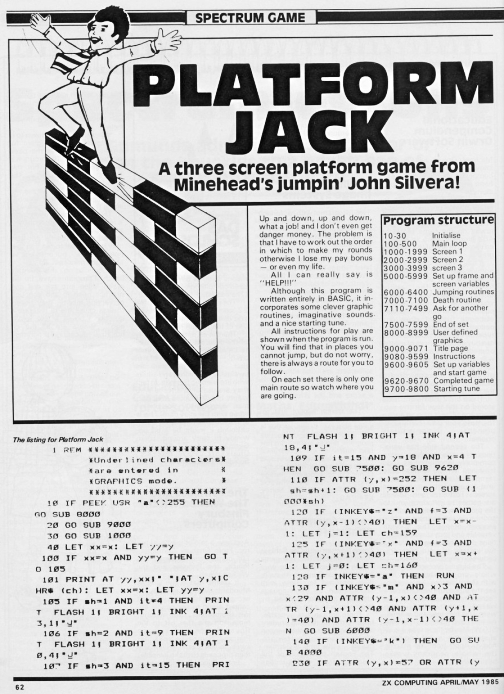 SPECTRUM GAME
PLATFORM
JACK
A three screen platform game from
Minehead's jumpin' John Silvera!
Up and down, up and down,
what a job! and I don't even get
danger money. The problem is
that I have to work out the order
in which to make my rounds
otherwise I lose my pay bonus
— or even my life.
All I can really say is
"HELP!!!"
Although this program is
written entirely in BASIC, it in-
corporates some clever graphic
routines, imaginative sounds
and a nice starting tune.
All instructions for play are
shown when the program is run.
You will find that in places you
cannot jump, but do not worry,
there is always a route for you to
follow.
On each set there is only one
main route so watch where you
are going.
Program structure
10-30 Initialise
100-500 Main loop
1000-1999 Screen 1
2000-2999 Screen 2
3000-3999 screen 3
5000-5999 Set up frame and
screen variables
6000-6400 Jumping routines
7000-7100 Death routine
7110-7499 Ask for another
go
7500-7599 End of set
8000-8999 User defined
graphics
9000-9071 Title page
9080-9599 Instructions
9600-9605 Set up variables
and start game
9620-9670 Completed game
9700-9800 Starting tune
The listing for Platform Jack
1 REM ************************
*Underlined characters*
*are entered in *
*GRAPHICS mode. *
************************
10 IF PEEK USR "a"<>255 THEN
GO SUB 8000
20 GO SUB 9000
30 GO SUB 1000
40 LET xx=x: LET yy=y
100 IF xx=x AND yy=y THEN GO T
O 105
101 PRINT AT yy,xx;" ";AT y,x;C
HR$ (ch): LET xx=x: LET yy=y
105 IF sh=1 AND it=4 THEN PRIN
T FLASH 1; BRIGHT 1; INK 4;AT 1
3,1;"J"
106 IF sh=2 AND it=9 THEN PRIN
T FLASH 1; BRIGHT 1; INK 4;AT 1
0,4;"J"
107 IF sh=3 AND it=15 THEN PRI
NT FLASH 1; BRIGHT 1; INK 4;AT
18,4;"J"
109 IF it=15 AND y=18 AND x=4 T
HEN GO SUB 7500: GO SUB 9620
110 IF ATTR (y,x)=252 THEN LET
sh=sh+1: GO SUB 7500: GO SUB (1
000*sh)
120 IF (INKEY$="z" AND f=3 AND
ATTR (y,x-1)<>40) THEN LET x=x-
1: LET j=1: LET ch=159
125 IF (INKEY$="x" AND f=3 AND
ATTR (y,x+1)<>40) THEN LET x=x+
1: LET j=0: LET ch=160
128 IF INKEY$="a" THEN RUN
130 IF (INKEY$="m" AND x>3 AND
x<29 AND ATTR (y-1,x)<>40 AND AT
TR (y-1,x+1)<>40 AND ATTR (y+1,x
)=40) AND ATTR (y-1,x-1)<>40 THE
N GO SUB 6000
140 IF (INKEY$="k") THEN GO SU
B 4000
230 IF ATTR (y,x)=57 OR ATTR (y
62
ZX COMPUTING APRIL/MAY 1985